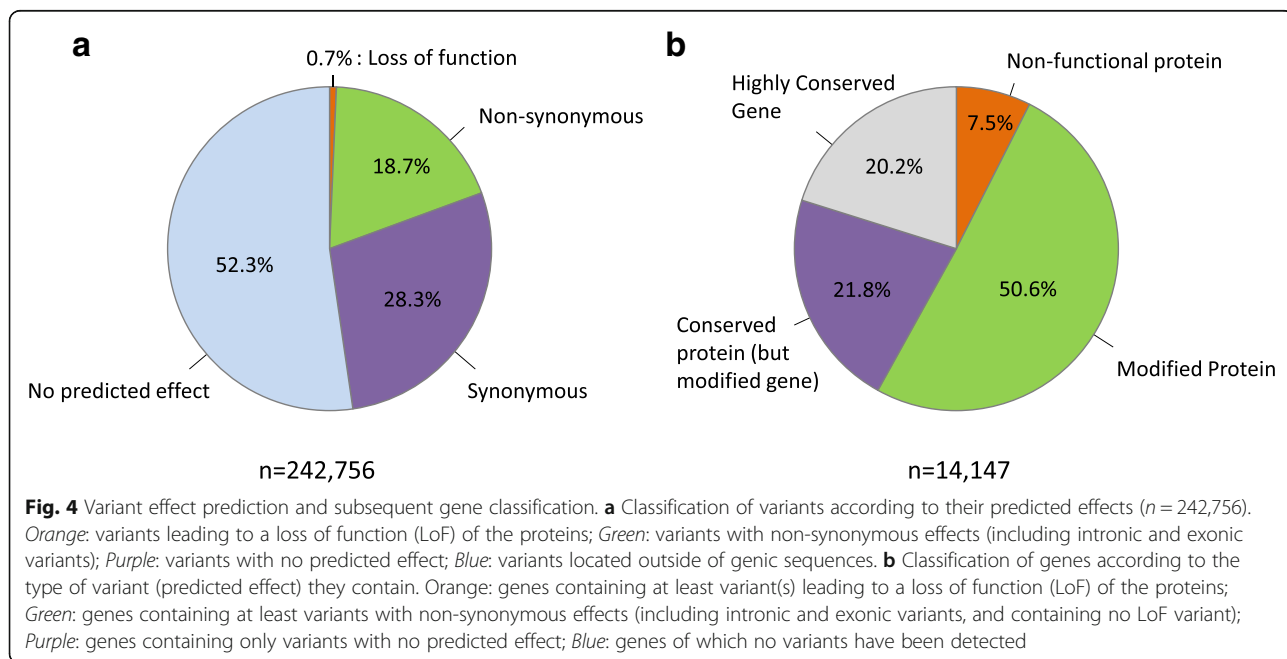 a
0.7% : Loss of function
Non-synonymous
18.7%
52.3%
28.3%
No predicted effect
Synonymous
n=242,756
b
Non-functional protein
Highly Conserved
Gene
7.5%
20.2%
21.8%
50.6%
Conserved
protein (but
modified gene)
Modified Protein
n=14,147
Fig. 4 Variant effect prediction and subsequent gene classification. a Classification of variants according to their predicted effects (n = 242,756).
Orange: variants leading to a loss of function (LoF) of the proteins; Green: variants with non-synonymous effects (including intronic and exonic
variants); Purple: variants with no predicted effect; Blue: variants located outside of genic sequences. b Classification of genes according to the
type of variant (predicted effect) they contain. Orange: genes containing at least variant(s) leading to a loss of function (LoF) of the proteins;
Green: genes containing at least variants with non-synonymous effects (including intronic and exonic variants, and containing no LoF variant);
Purple: genes containing only variants with no predicted effect; Blue: genes of which no variants have been detected